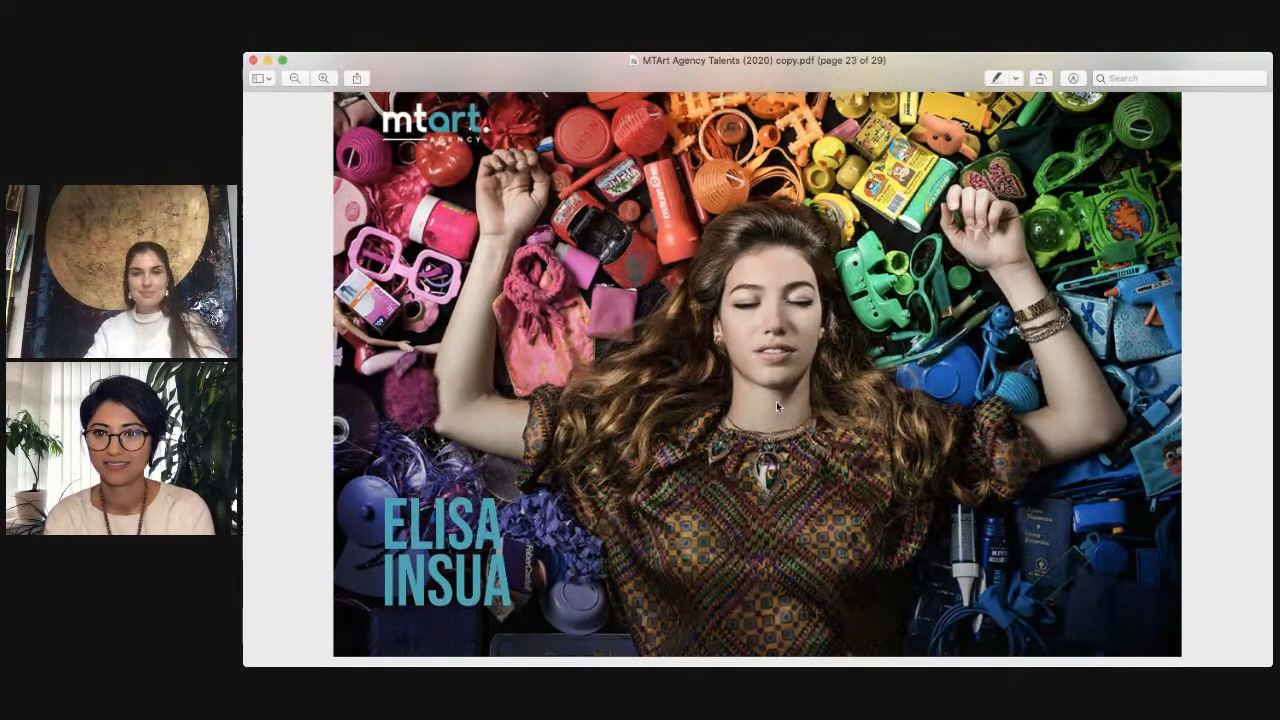 MTArt Agency Talents (2020) copy.pdf (page 23 of 29)
Search
mtart.
AGENCY
ELISA
INSUA